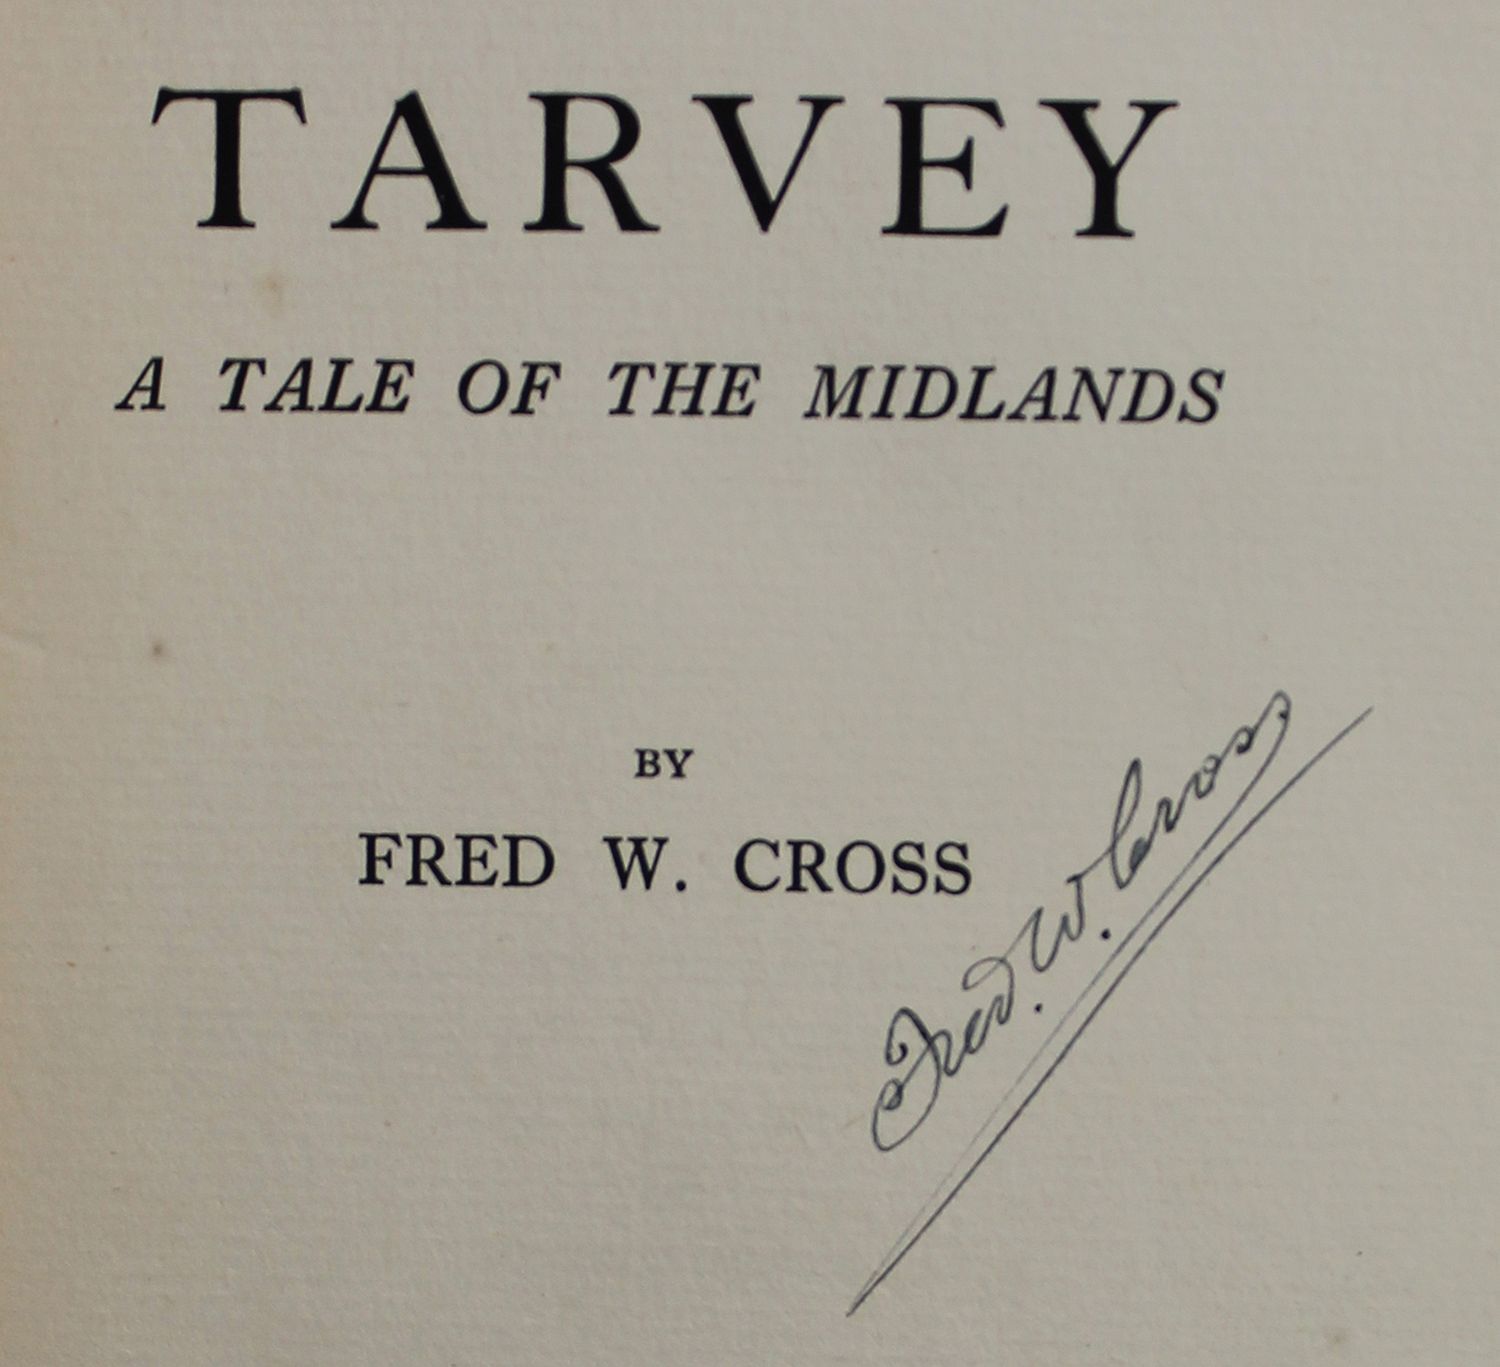 TARVEY
A TALE OF THE MIDLANDS
BY
FRED W. CROSS
Fred. W. Cross